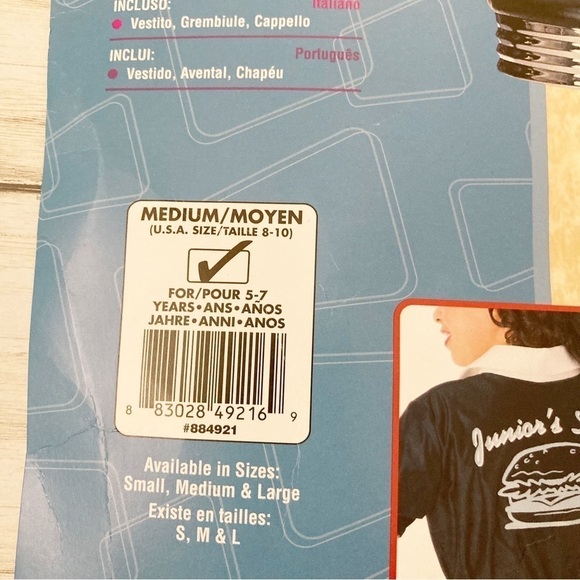 INCLUSO: Italiano
Vestito, Grembiule, Cappello
INCLUI: Português
Vestido, Avental, Chapéu
MEDIUM/MOYEN
(U.S.A. SIZE/TAILLE 8-10)
FOR/POUR 5-7
YEARS•ANS•AÑOS
JAHRE•ANNI•ANOS
8 83028 49216 9
#884921
Available in Sizes:
Small, Medium & Large
Existe en tailles:
S, M & L
Junior's